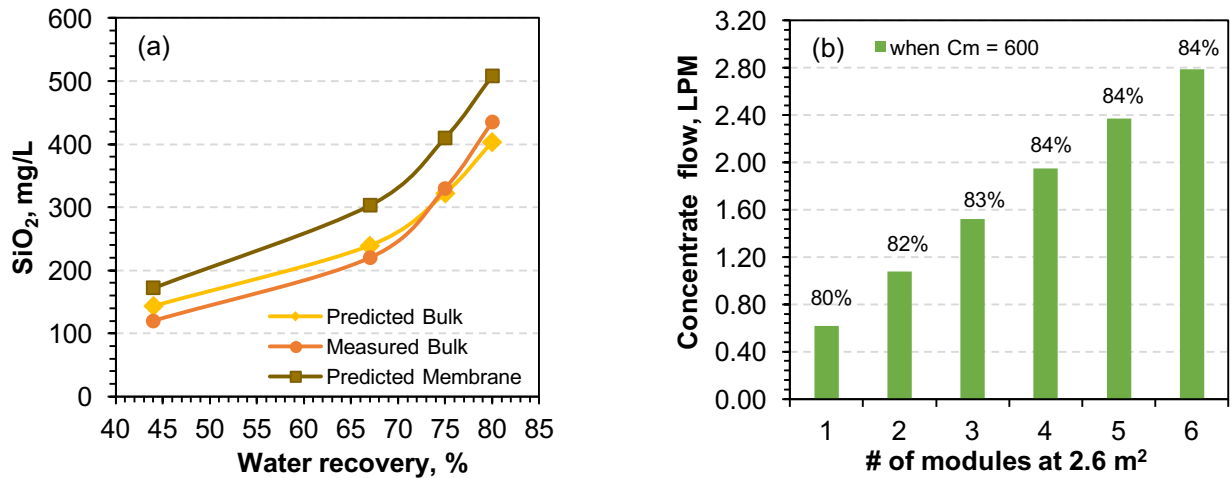 (a)
SiO₂, mg/L
600
500
400
300
200
100
0
Predicted Bulk
Measured Bulk
Predicted Membrane
40 45 50 55 60 65 70 75 80 85
Water recovery, %
(b)
when Cm = 600
Concentrate flow, LPM
3.20
2.80
2.40
2.00
1.60
1.20
0.80
0.40
0.00
80%
82%
83%
84%
84%
84%
1 2 3 4 5 6
# of modules at 2.6 m²